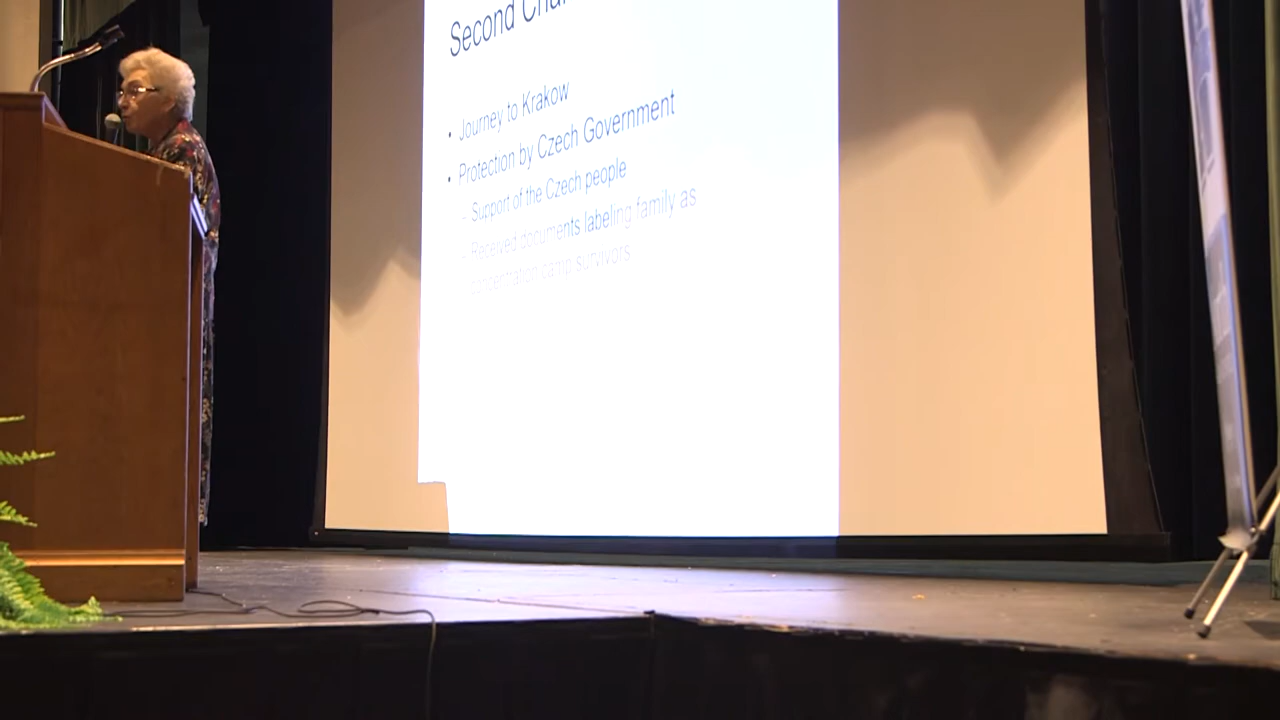 Second
• Journey to Krakow
• Protection by Czech Government
– Support of the Czech people
– Received documents labeling family as
concentration camp survivors